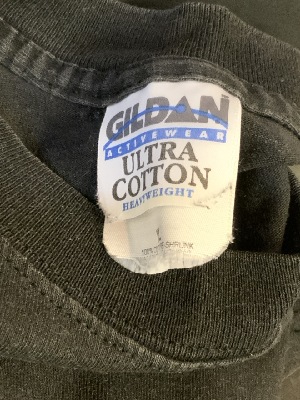 GILDAN
ACTIVEWEAR
ULTRA
COTTON
HEAVYWEIGHT